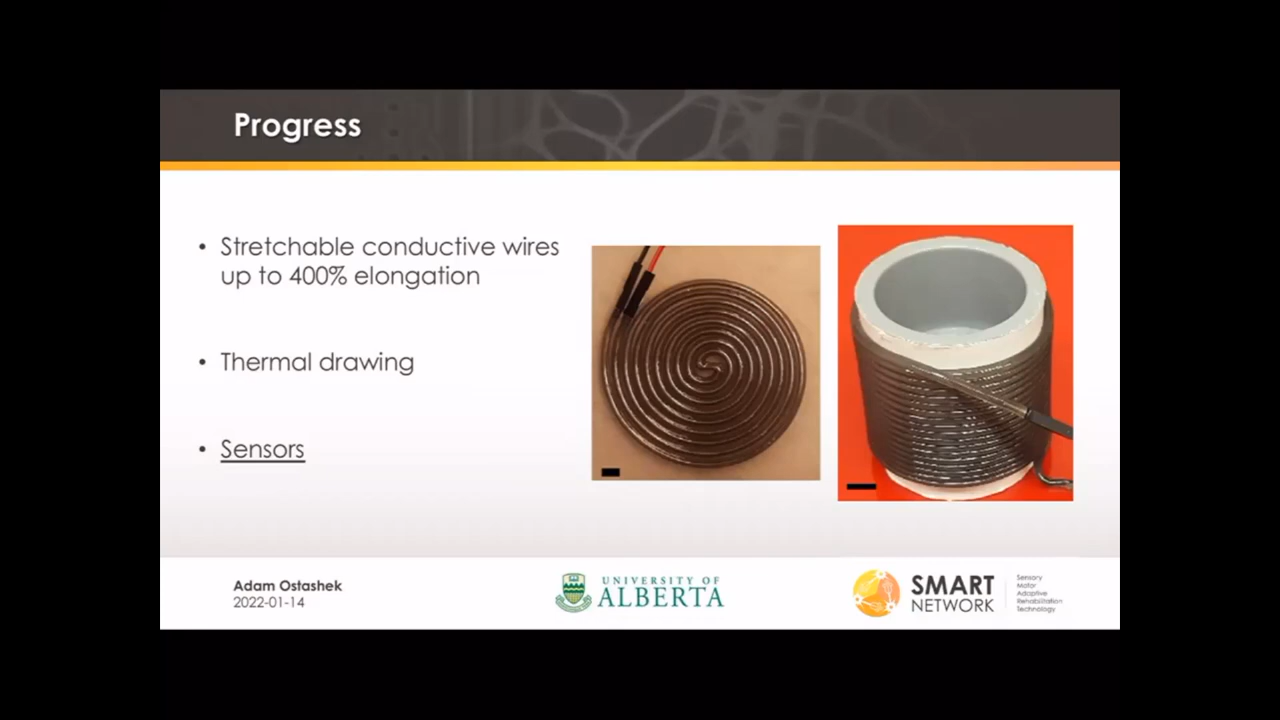 Progress
• Stretchable conductive wires
up to 400% elongation
• Thermal drawing
• Sensors
Adam Ostashek
2022-01-14
UNIVERSITY OF
ALBERTA
SMART
NETWORK
Sensory
Motor
Adaptive
Rehabilitation
Technology